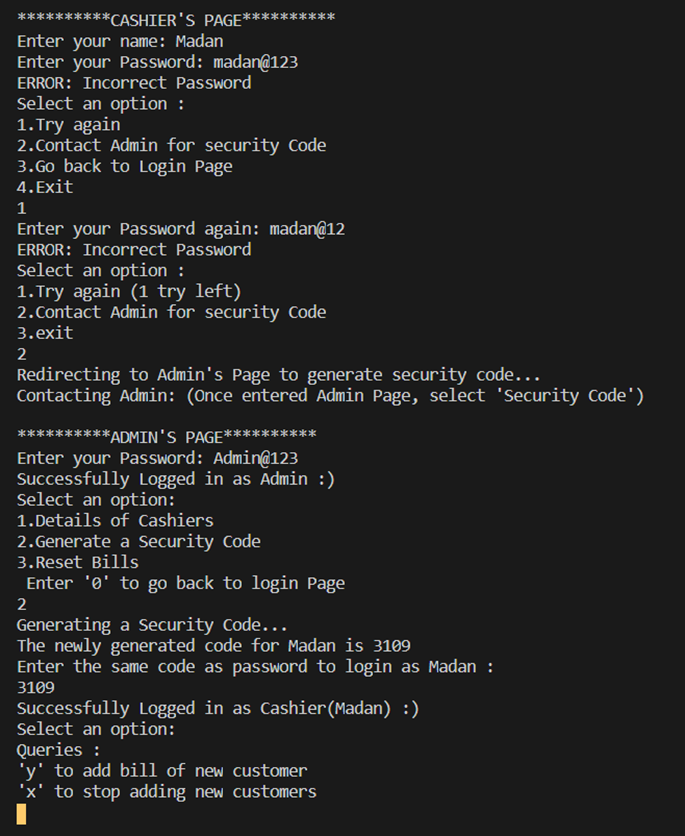 **********CASHIER'S PAGE**********
Enter your name: Madan
Enter your Password: madan@123
ERROR: Incorrect Password
Select an option :
1.Try again
2.Contact Admin for security Code
3.Go back to Login Page
4.Exit
1
Enter your Password again: madan@12
ERROR: Incorrect Password
Select an option :
1.Try again (1 try left)
2.Contact Admin for security Code
3.exit
2
Redirecting to Admin's Page to generate security code...
Contacting Admin: (Once entered Admin Page, select 'Security Code')

**********ADMIN'S PAGE**********
Enter your Password: Admin@123
Successfully Logged in as Admin :)
Select an option:
1.Details of Cashiers
2.Generate a Security Code
3.Reset Bills
 Enter '0' to go back to login Page
2
Generating a Security Code...
The newly generated code for Madan is 3109
Enter the same code as password to login as Madan :
3109
Successfully Logged in as Cashier(Madan) :)
Select an option:
Queries :
'y' to add bill of new customer
'x' to stop adding new customers